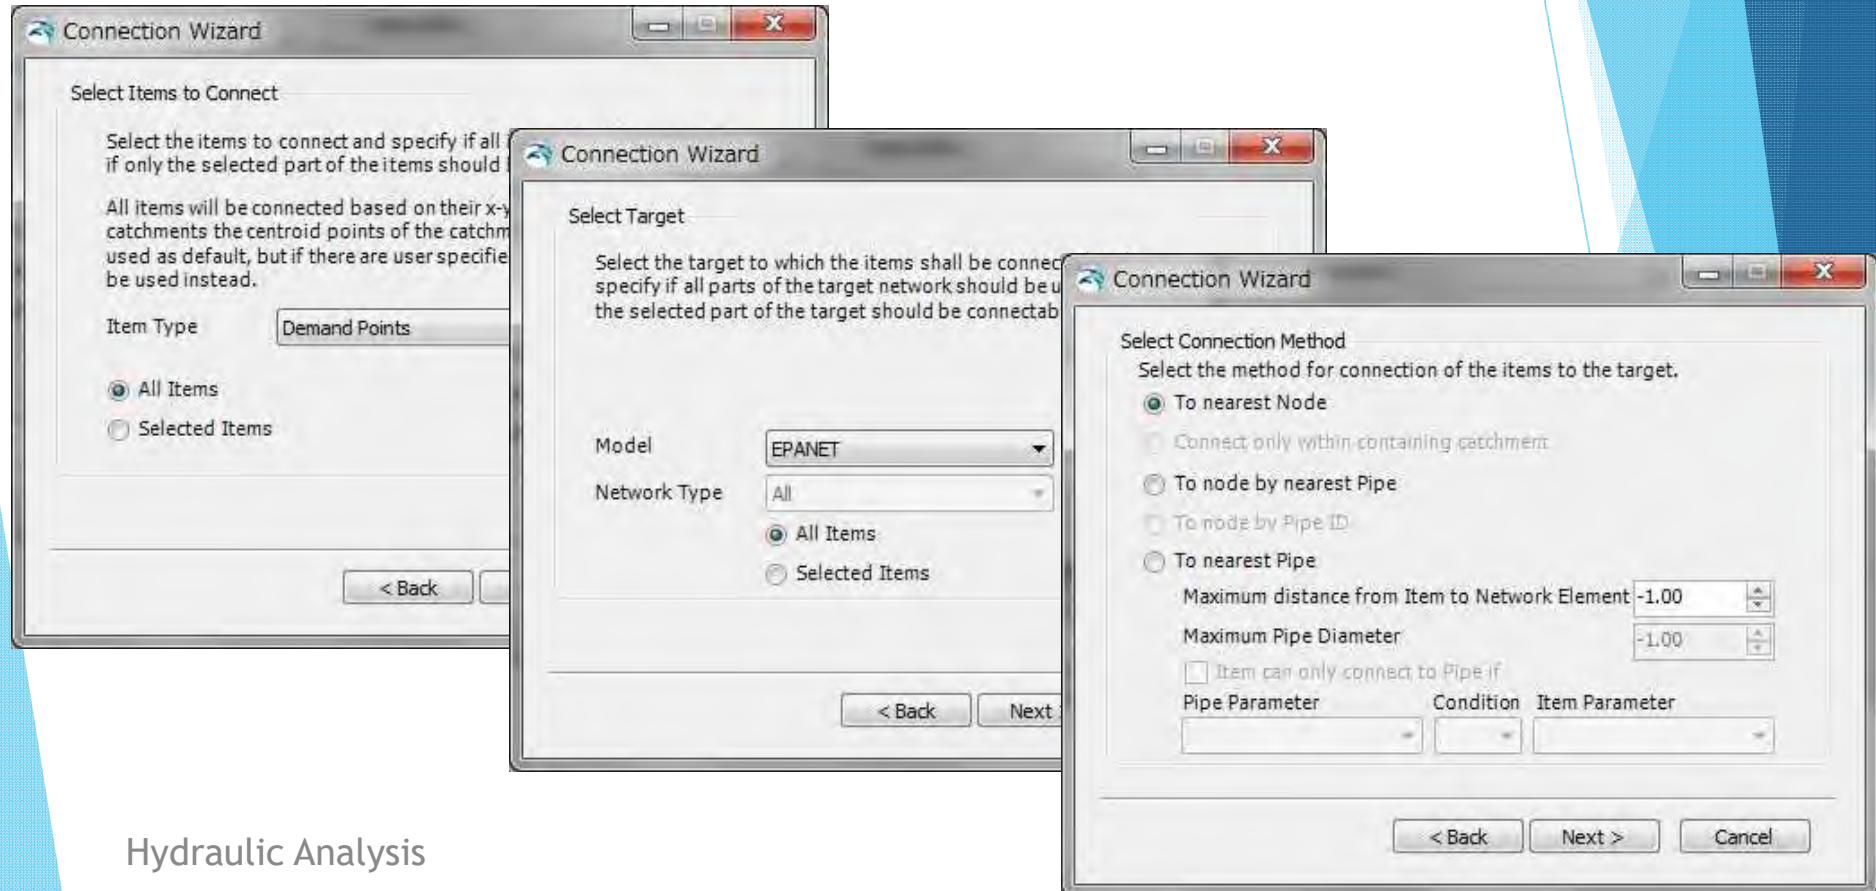 Connection Wizard
Select Items to Connect
Select the items to connect and specify if all
if only the selected part of the items should
All items will be connected based on their x-y
catchments the centroid points of the catchm
used as default, but if there are user specifie
be used instead.
Item Type Demand Points
All Items
Selected Items
< Back
Connection Wizard
Select Target
Select the target to which the items shall be connec
specify if all parts of the target network should be u
the selected part of the target should be connectab
Model EPANET
Network Type All
All Items
Selected Items
< Back Next
Connection Wizard
Select Connection Method
Select the method for connection of the items to the target.
To nearest Node
Connect only within containing catchment
To node by nearest Pipe
To node by Pipe ID
To nearest Pipe
Maximum distance from Item to Network Element -1.00
Maximum Pipe Diameter -1.00
Item can only connect to Pipe if
Pipe Parameter Condition Item Parameter
< Back Next > Cancel
Hydraulic Analysis